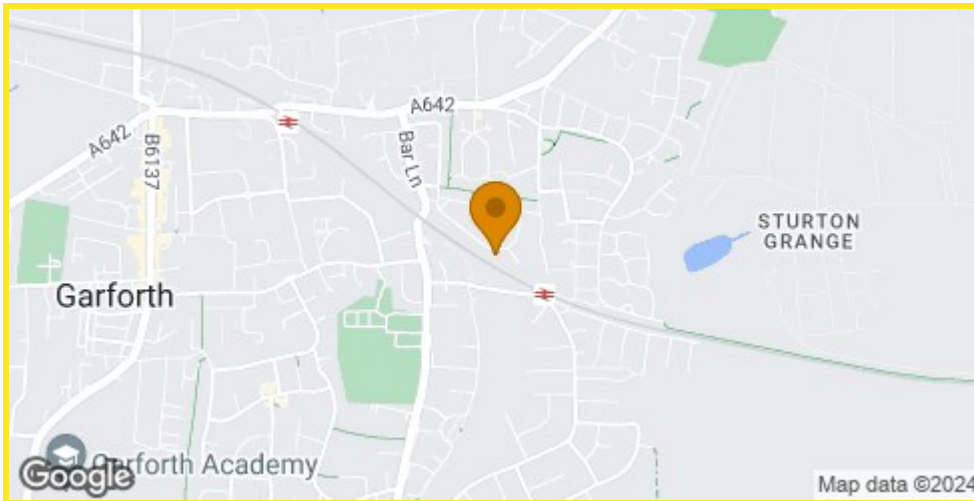 A642
A642
B6137
Bar Ln
STURTON
GRANGE
Garforth
Garforth Academy
Google
Map data ©2024